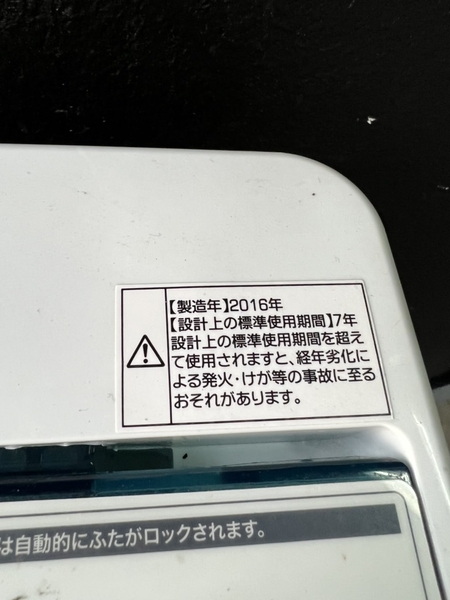 【製造年】2016年
【設計上の標準使用期間】7年
設計上の標準使用期間を超え
て使用されますと、経年劣化に
よる発火・けが等の事故に至る
おそれがあります。
は自動的にふたがロックされます。